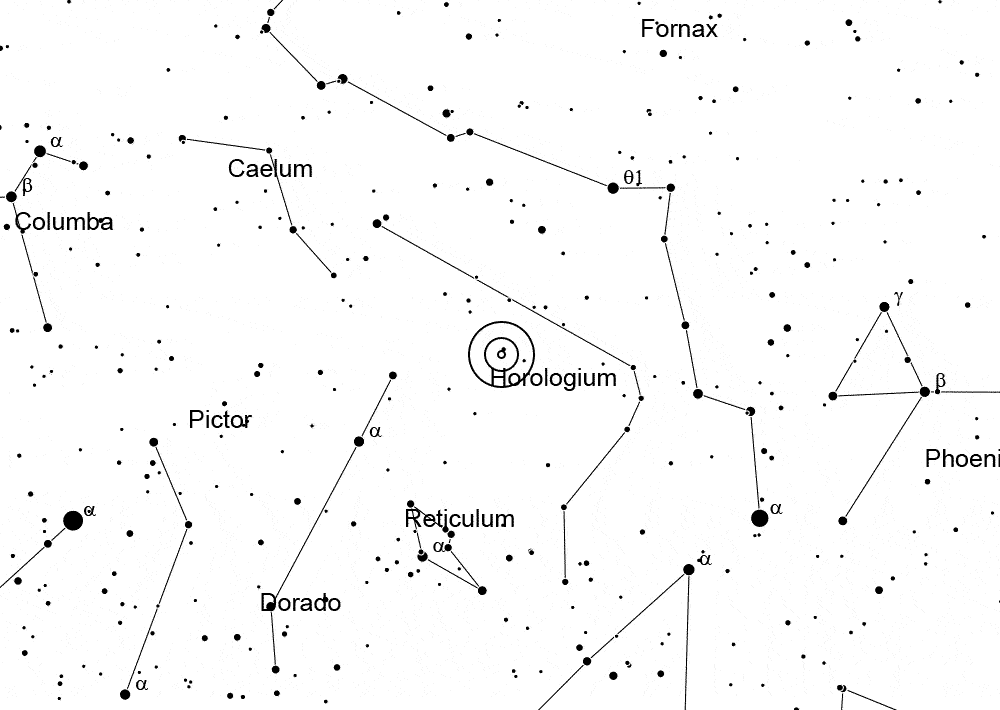 Fornax
α
Caelum
θ1
β
Columba
γ
Horologium
β
Pictor
α
Phoeni
α
Reticulum
α
α
α
Dorado
α